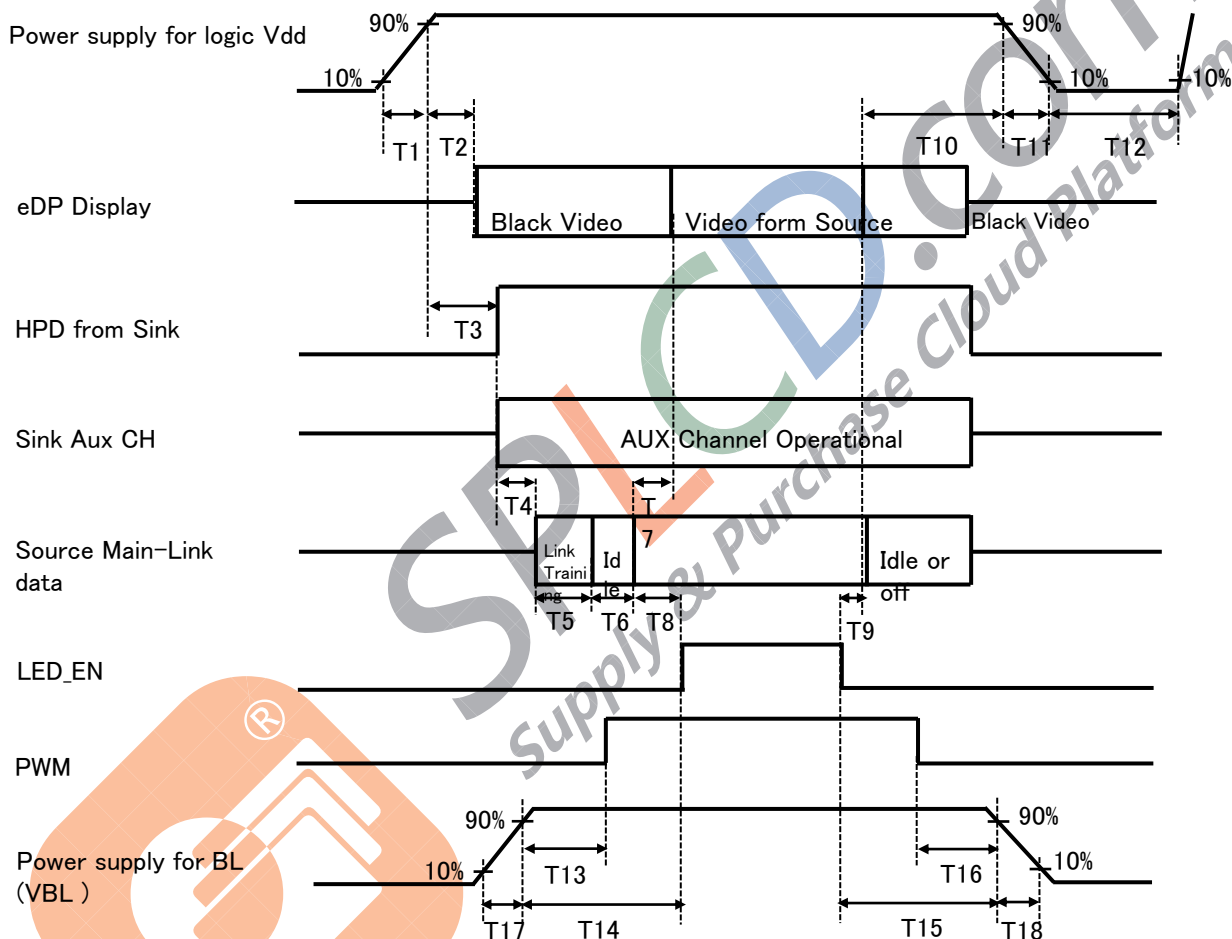 Power supply for logic Vdd
90%
10%
90%
10%
10%
T1
T2
T10
T11
T12
eDP Display
Black Video
Video form Source
Black Video
HPD from Sink
T3
Sink Aux CH
AUX Channel Operational
T4
T
7
Source Main-Link
data
Link
Traini
ng
Id
le
Idle or
off
T5
T6
T8
T9
LED_EN
PWM
Power supply for BL
(VBL )
90%
10%
90%
10%
T13
T16
T17
T14
T15
T18
SPLCD.com
Supply & Purchase Cloud Platform
®